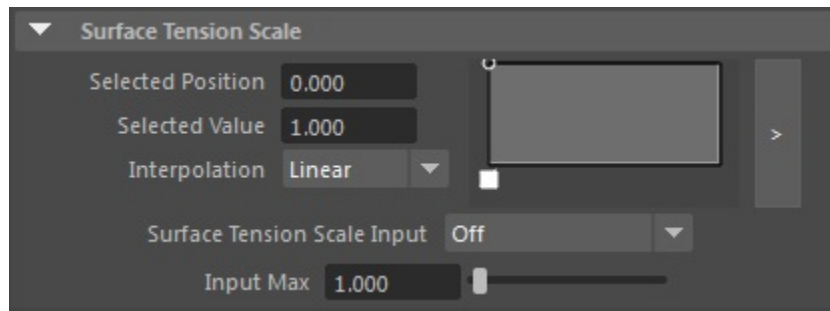 Surface Tension Scale
Selected Position 0.000
Selected Value 1.000
>
Interpolation Linear
Surface Tension Scale Input Off
Input Max 1.000